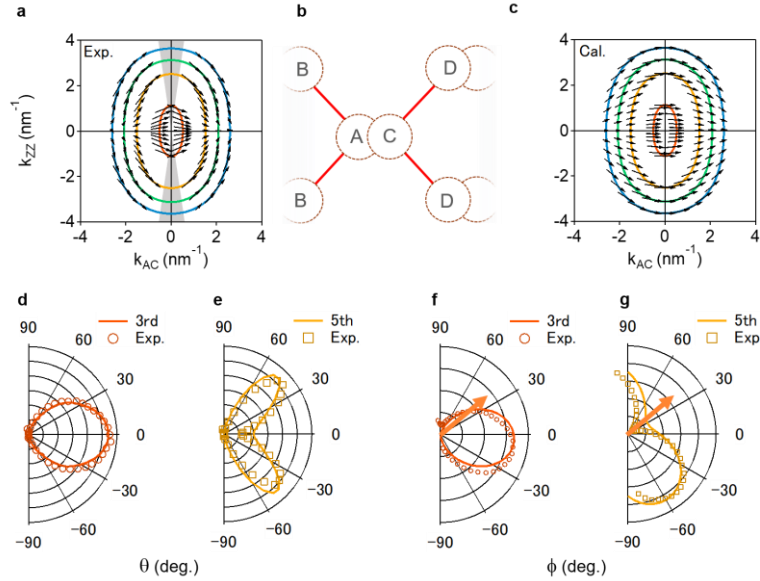 a
b
c
Exp.
Cal.
4
2
0
-2
-4
k_ZZ (nm⁻¹)
-4 -2 0 2 4
k_AC (nm⁻¹)
B D
A C
B D
4
2
0
-2
-4
-4 -2 0 2 4
k_AC (nm⁻¹)
d
3rd
Exp.
90
60
30
0
−30
−60
−90
e
5th
Exp.
90
60
30
0
−30
−60
−90
θ (deg.)
f
3rd
Exp.
90
60
30
0
−30
−60
−90
g
5th
Exp
90
60
30
0
−30
−60
−90
ϕ (deg.)